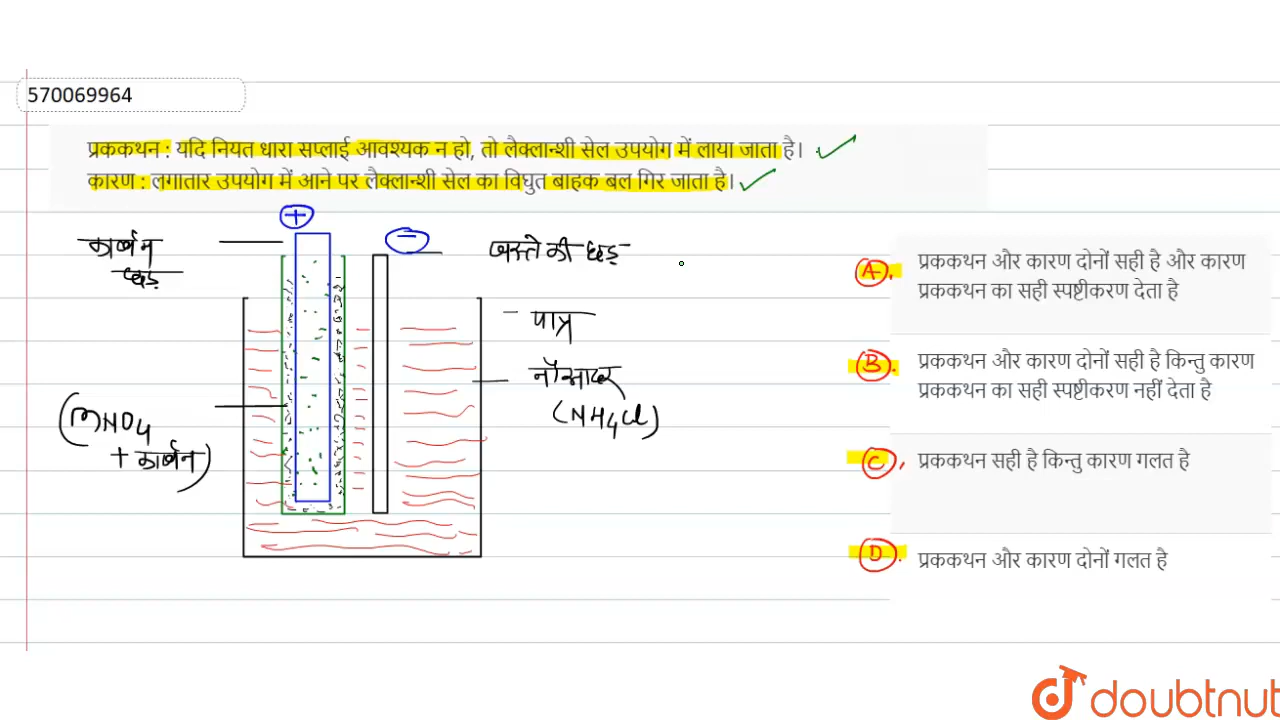 570069964
प्रककथन : यदि नियत धारा सप्लाई आवश्यक न हो, तो लैक्लान्शी सेल उपयोग में लाया जाता है।
कारण : लगातार उपयोग में आने पर लैक्लान्शी सेल का विघुत बाहक बल गिर जाता है।
+
−
कार्बन
छड़
जस्ते की छड़
पात्र
नौसादर
(NH4Cl)
(MNO4
+ कार्बन)
A. प्रककथन और कारण दोनों सही है और कारण
प्रककथन का सही स्पष्टीकरण देता है
B. प्रककथन और कारण दोनों सही है किन्तु कारण
प्रककथन का सही स्पष्टीकरण नहीं देता है
C. प्रककथन सही है किन्तु कारण गलत है
D. प्रककथन और कारण दोनों गलत है
doubtnut